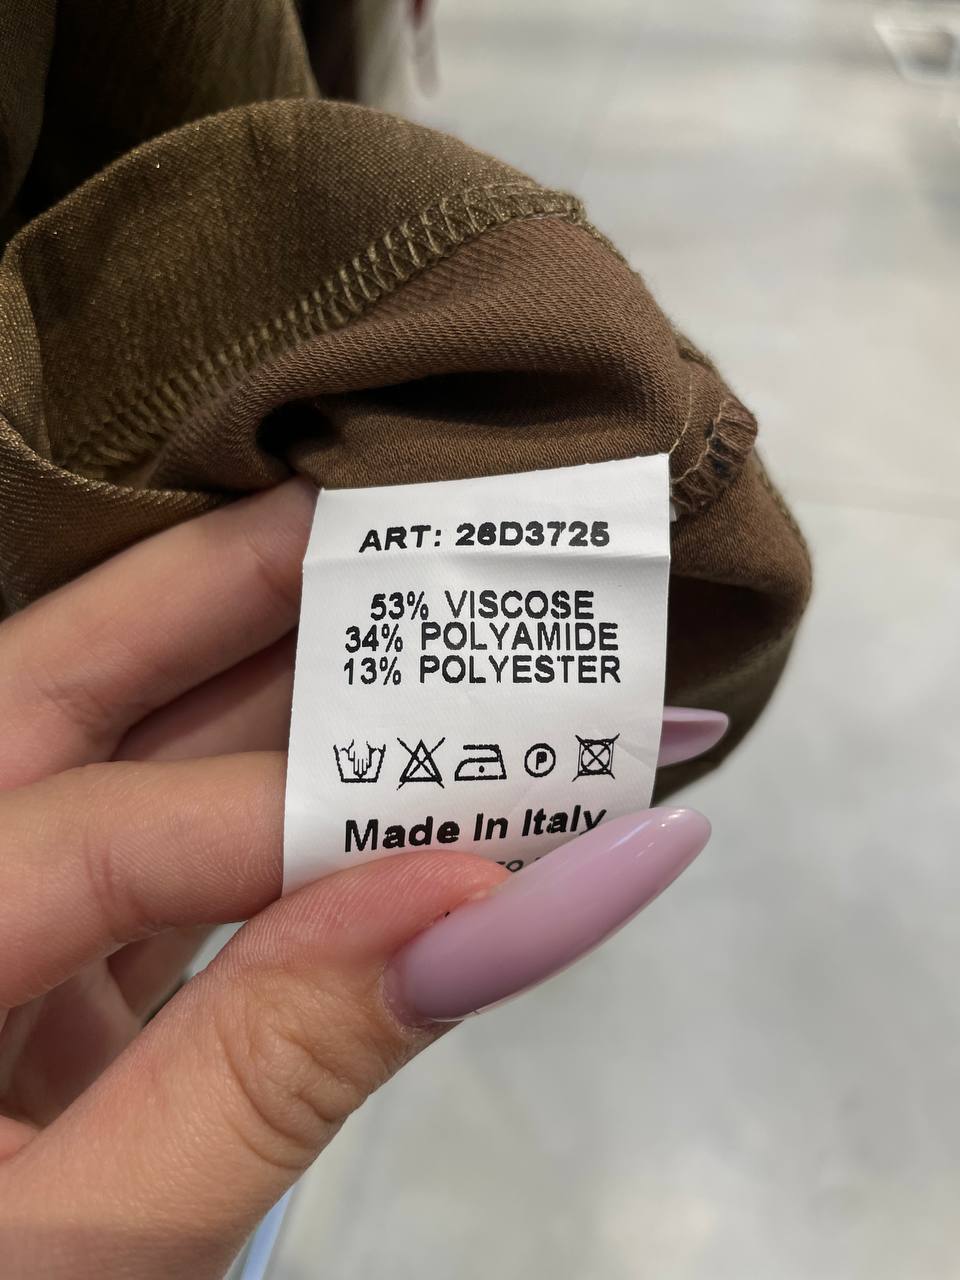 ART: 26D3725
53% VISCOSE
34% POLYAMIDE
13% POLYESTER
P
Made In Italy